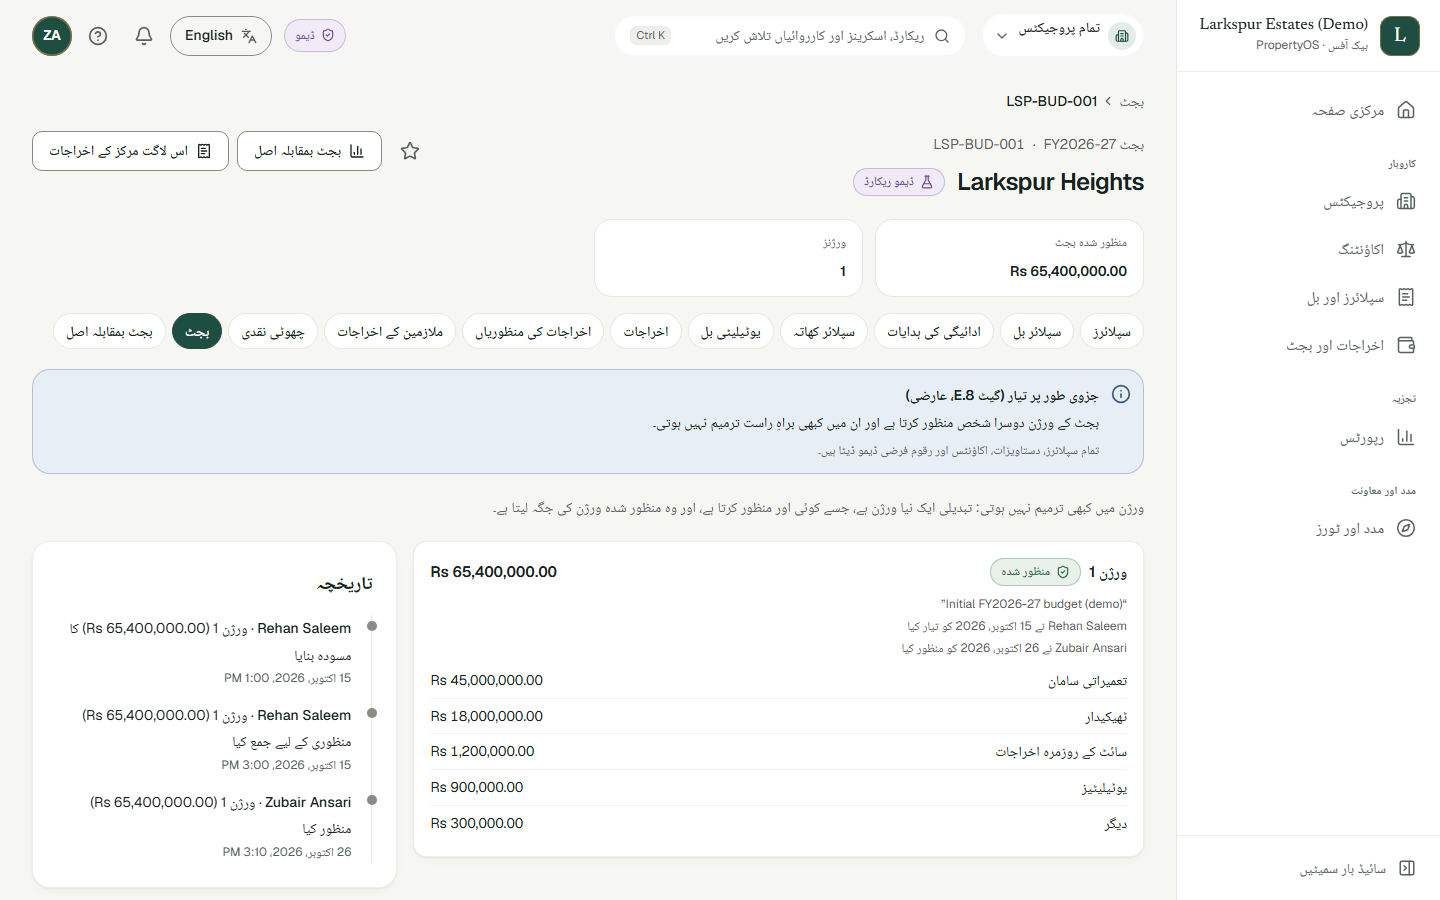 Larkspur Estates (Demo)
بیک آفس · PropertyOS
L
مرکزی صفحہ
کاروبار
پروجیکٹس
اکاؤنٹنگ
سپلائرز اور بل
اخراجات اور بجٹ
تجزیہ
رپورٹس
مدد اور معاونت
مدد اور ٹورز
سائیڈ بار سمیٹیں
تمام پروجیکٹس
ریکارڈ، اسکرینز اور کارروائیاں تلاش کریں
Ctrl K
ڈیمو
English
ZA
بجٹ › LSP-BUD-001
بجٹ LSP-BUD-001 · FY2026-27
Larkspur Heights
ڈیمو ریکارڈ
بجٹ بمقابلہ اصل
اس لاگت مرکز کے اخراجات
منظور شدہ بجٹ
Rs 65,400,000.00
ورژنز
1
سپلائرز
سپلائر بل
ادائیگی کی ہدایات
سپلائر کھاتہ
یوٹیلیٹی بل
اخراجات
اخراجات کی منظوریاں
ملازمین کے اخراجات
چھوٹی نقدی
بجٹ
بجٹ بمقابلہ اصل
جزوی طور پر تیار (گیٹ E.8، عارضی)
بجٹ کے ورژن دوسرا شخص منظور کرتا ہے اور ان میں کبھی براہِ راست ترمیم نہیں ہوتی۔
تمام سپلائرز، دستاویزات، اکاؤنٹس اور رقوم فرضی ڈیمو ڈیٹا ہیں۔
ورژن میں کبھی ترمیم نہیں ہوتی: تبدیلی ایک نیا ورژن ہے، جسے کوئی اور منظور کرتا ہے، اور وہ منظور شدہ ورژن کی جگہ لیتا ہے۔
ورژن 1
منظور شدہ
Rs 65,400,000.00
"Initial FY2026-27 budget (demo)"
Rehan Saleem نے 15 اکتوبر، 2026 کو تیار کیا
Zubair Ansari نے 26 اکتوبر، 2026 کو منظور کیا
تعمیراتی سامان Rs 45,000,000.00
ٹھیکیدار Rs 18,000,000.00
سائٹ کے روزمرہ اخراجات Rs 1,200,000.00
یوٹیلیٹیز Rs 900,000.00
دیگر Rs 300,000.00
تاریخچہ
Rehan Saleem · ورژن 1 (Rs 65,400,000.00) کا
مسودہ بنایا
15 اکتوبر، 2026، 1:00 PM
Rehan Saleem · ورژن 1 (Rs 65,400,000.00)
منظوری کے لیے جمع کیا
15 اکتوبر، 2026، 3:00 PM
Zubair Ansari · ورژن 1 (Rs 65,400,000.00)
منظور کیا
26 اکتوبر، 2026، 3:10 PM